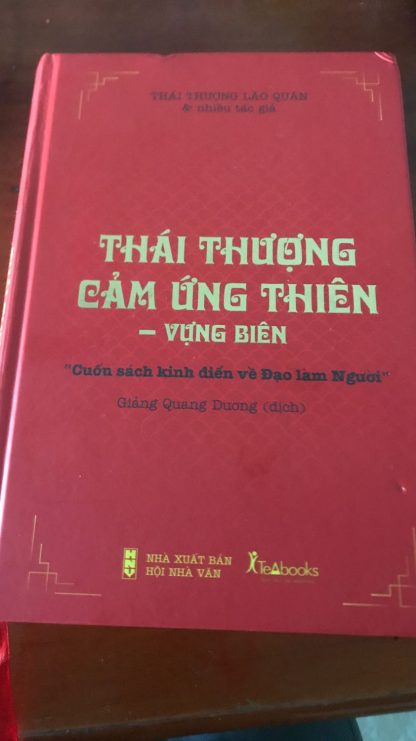 THÁI THƯỢNG LÃO QUÂN
& nhiều tác giả
THÁI THƯỢNG
CẢM ỨNG THIÊN
– VỰNG BIÊN
"Cuốn sách kinh điển về Đạo làm Người"
Giảng Quang Dương (dịch)
HNV
NHÀ XUẤT BẢN
HỘI NHÀ VĂN
TeAbooks